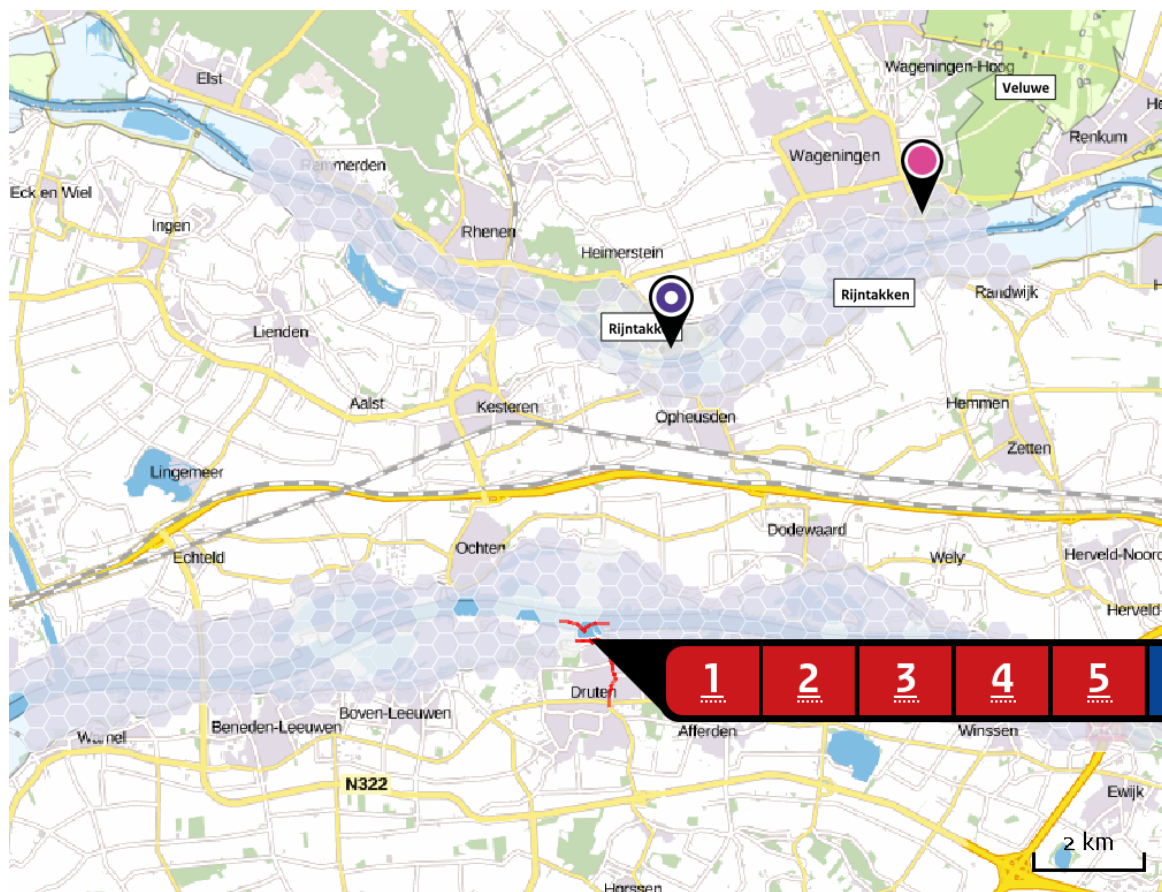 Elst
Wageningen-Hoog
Veluwe
Renkum
Wageningen
Eck en Wiel
Ingen
Rhenen
Heimerstein
Randwijk
Rijntakken
Lienden
Aalst
Kesteren
Opheusden
Hemmen
Zetten
Lingemeer
Dodewaard
Echteld
Ochten
Wely
Herveld-Noord
Herveld-
1
2
3
4
5
Druten
Boven-Leeuwen
Beneden-Leeuwen
Afferden
Winssen
N322
Ewijk
2 km
Horssen